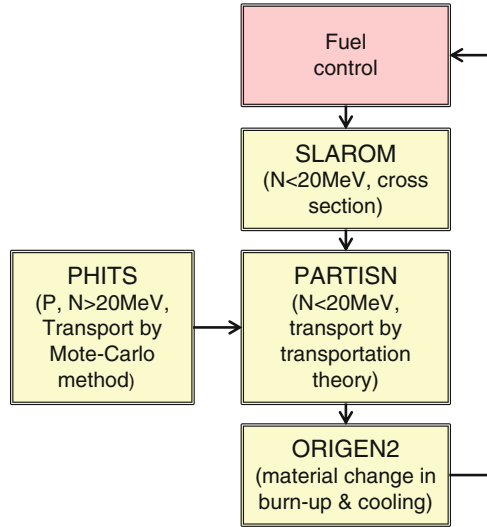 Fuel
control
SLAROM
(N<20MeV, cross
section)
PHITS
(P, N>20MeV,
Transport by
Mote-Carlo
method)
PARTISN
(N<20MeV,
transport by
transportation
theory)
ORIGEN2
(material change in
burn-up & cooling)